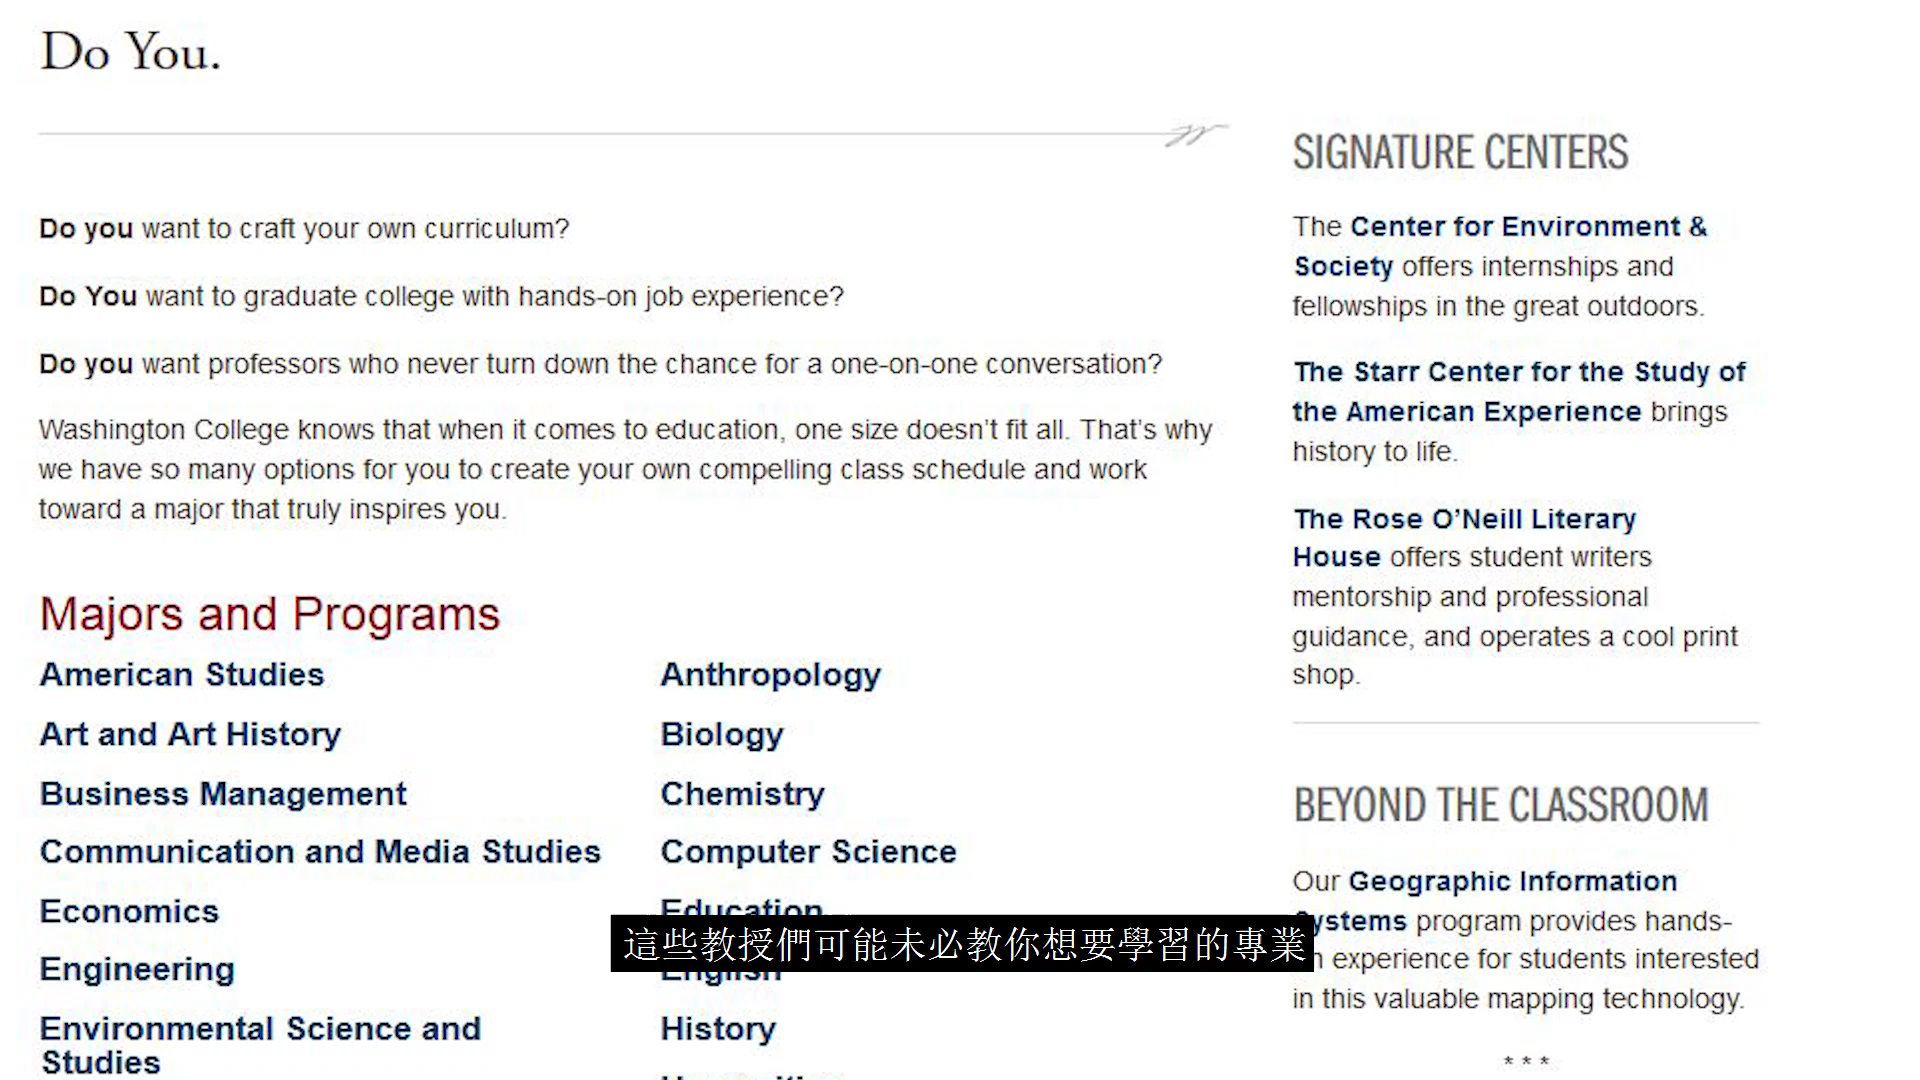 Do You.
Do you want to craft your own curriculum?
Do You want to graduate college with hands-on job experience?
Do you want professors who never turn down the chance for a one-on-one conversation?
Washington College knows that when it comes to education, one size doesn't fit all. That's why
we have so many options for you to create your own compelling class schedule and work
toward a major that truly inspires you.
Majors and Programs
American Studies
Art and Art History
Business Management
Communication and Media Studies
Economics
Engineering
Environmental Science and
Studies
Anthropology
Biology
Chemistry
Computer Science
Education
English
History
SIGNATURE CENTERS
The Center for Environment &
Society offers internships and
fellowships in the great outdoors.
The Starr Center for the Study of
the American Experience brings
history to life.
The Rose O'Neill Literary
House offers student writers
mentorship and professional
guidance, and operates a cool print
shop.
BEYOND THE CLASSROOM
Our Geographic Information
Systems program provides hands-
experience for students interested
in this valuable mapping technology.
* * *
這些教授們可能未必教你想要學習的專業